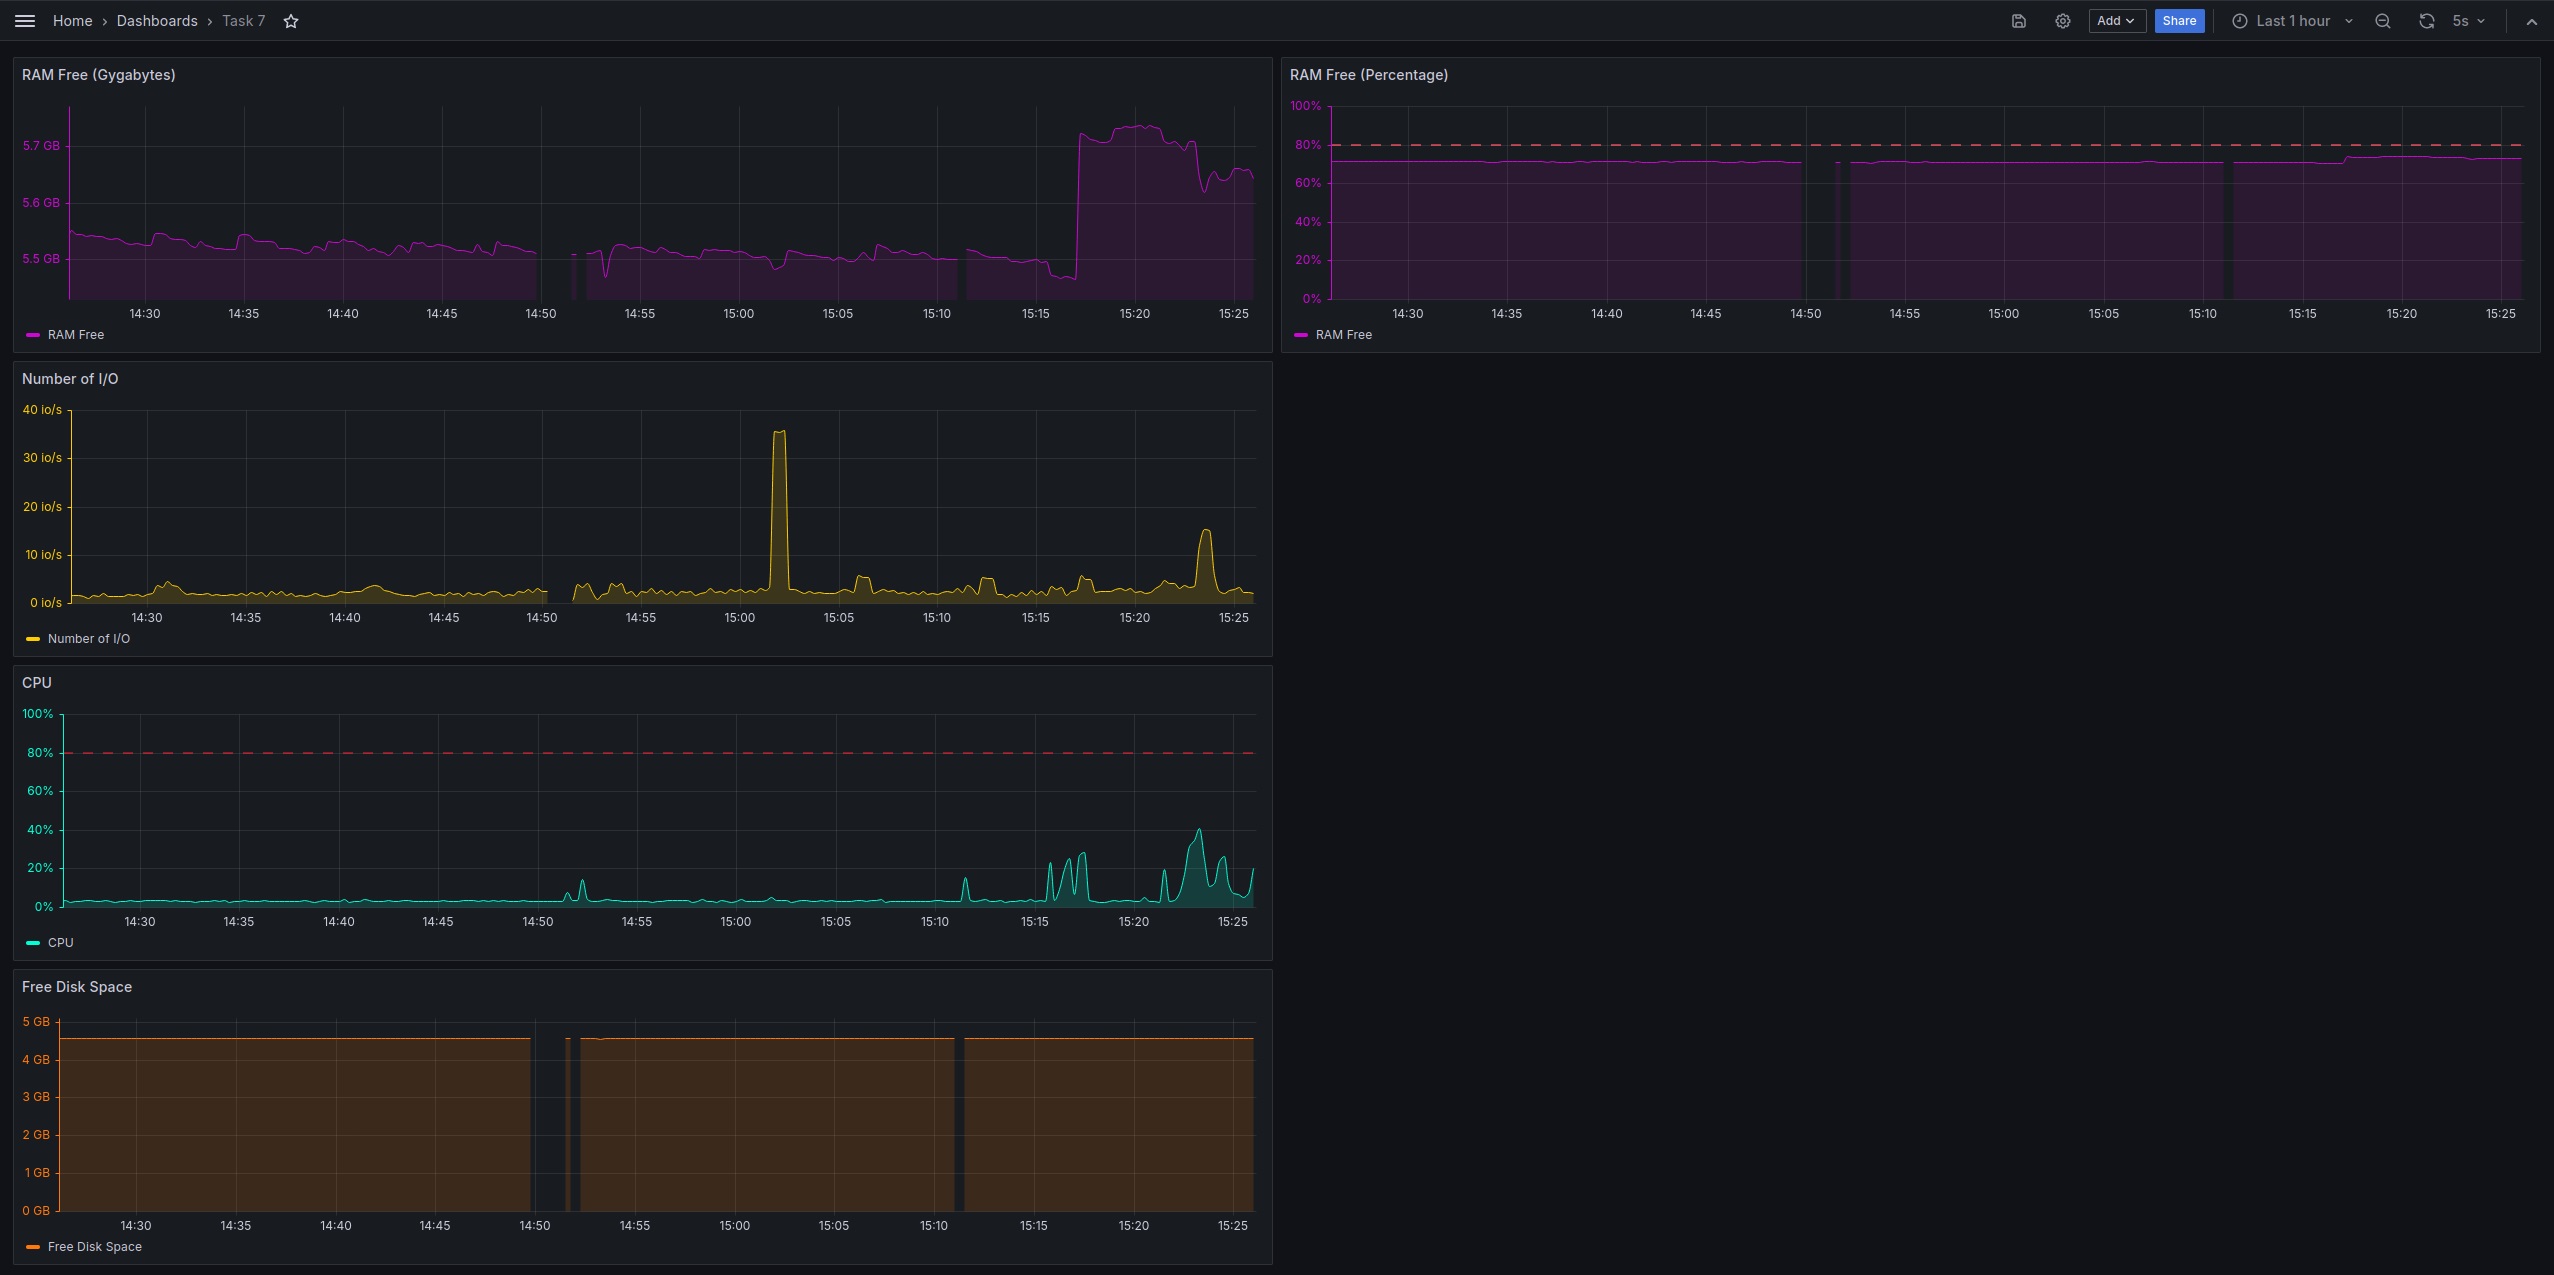 Home › Dashboards › Task 7
Add
Share
Last 1 hour
5s
RAM Free (Gygabytes)
5.7 GB
5.6 GB
5.5 GB
14:30 14:35 14:40 14:45 14:50 14:55 15:00 15:05 15:10 15:15 15:20 15:25
RAM Free
RAM Free (Percentage)
100%
80%
60%
40%
20%
0%
14:30 14:35 14:40 14:45 14:50 14:55 15:00 15:05 15:10 15:15 15:20 15:25
RAM Free
Number of I/O
40 io/s
30 io/s
20 io/s
10 io/s
0 io/s
14:30 14:35 14:40 14:45 14:50 14:55 15:00 15:05 15:10 15:15 15:20 15:25
Number of I/O
CPU
100%
80%
60%
40%
20%
0%
14:30 14:35 14:40 14:45 14:50 14:55 15:00 15:05 15:10 15:15 15:20 15:25
CPU
Free Disk Space
5 GB
4 GB
3 GB
2 GB
1 GB
0 GB
14:30 14:35 14:40 14:45 14:50 14:55 15:00 15:05 15:10 15:15 15:20 15:25
Free Disk Space